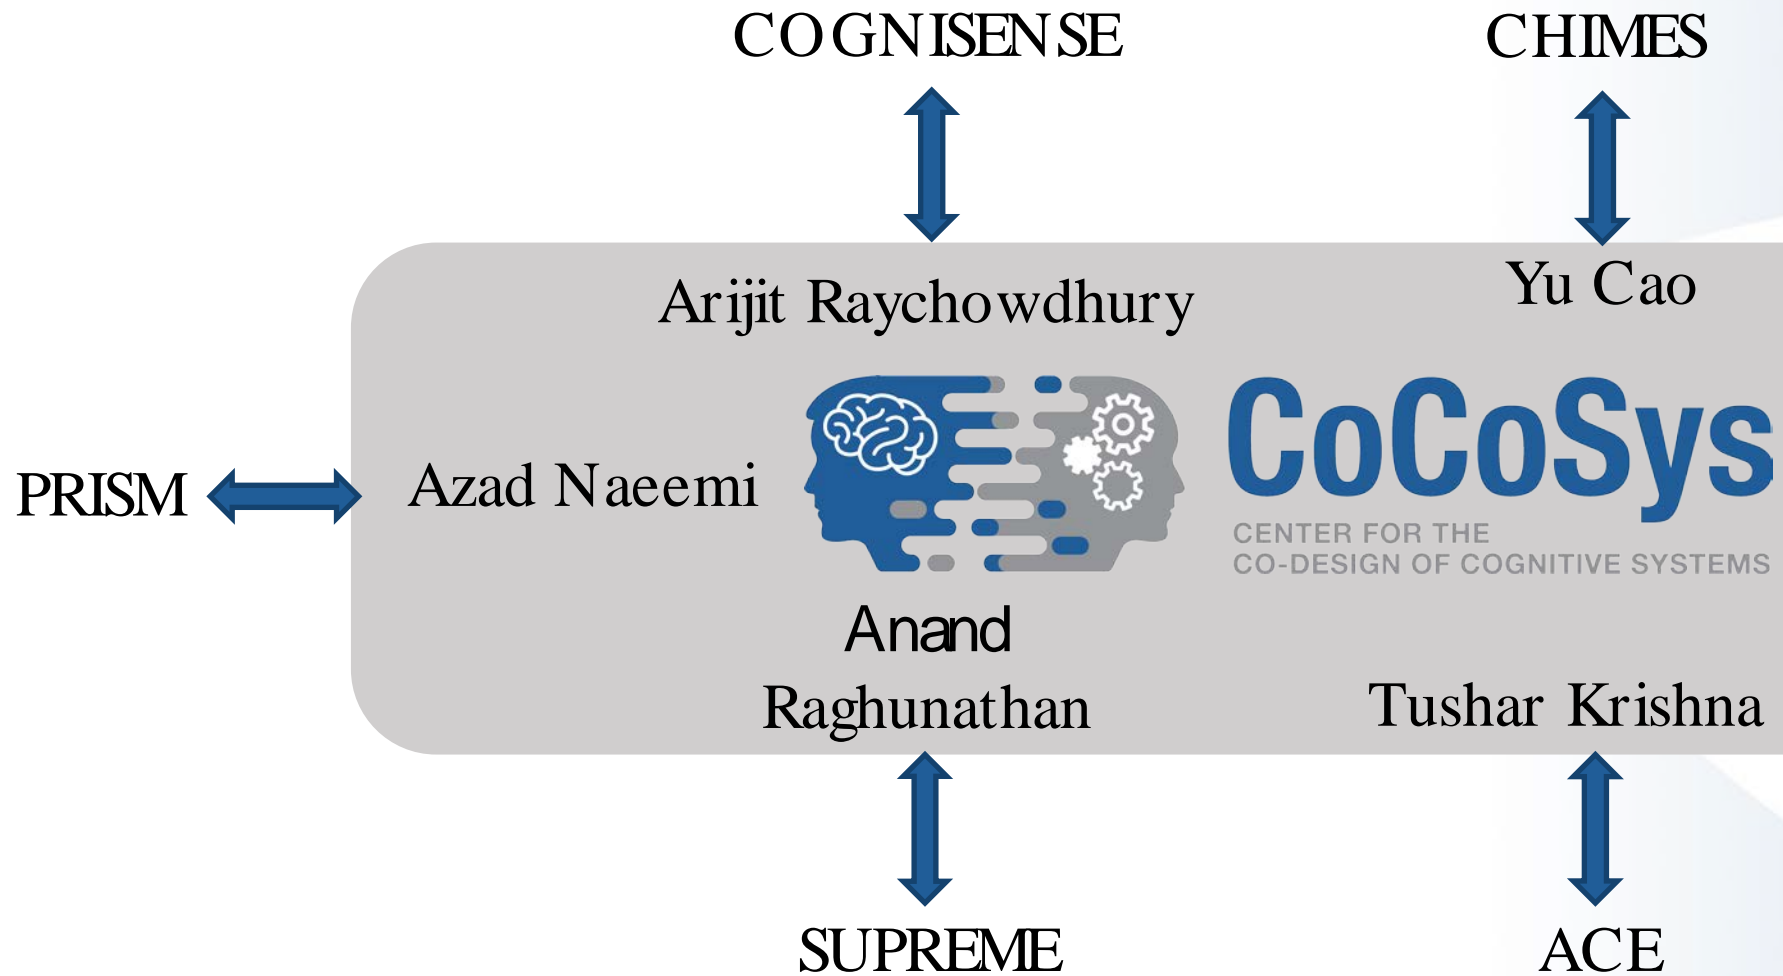 COGNISENSE
CHIMES
Arijit Raychowdhury
Yu Cao
PRISM
Azad Naeemi
CoCoSys
CENTER FOR THE
CO-DESIGN OF COGNITIVE SYSTEMS
Anand
Raghunathan
Tushar Krishna
SUPREME
ACE